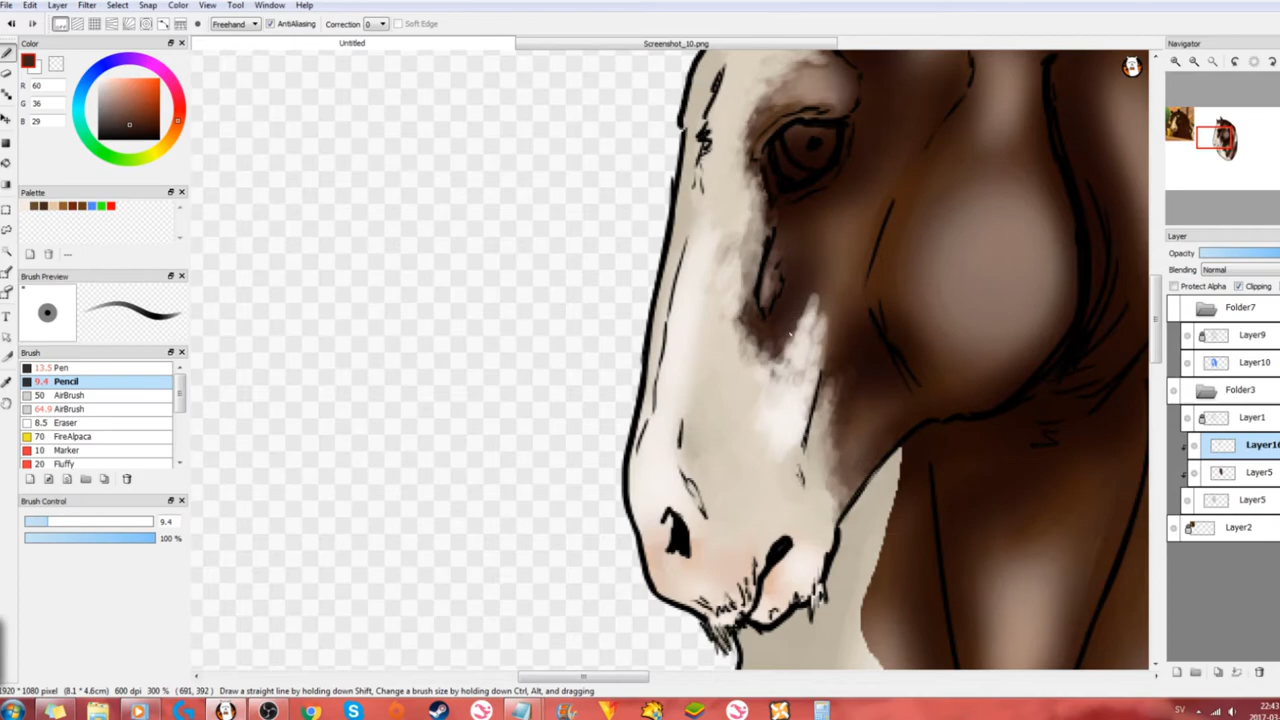 File Edit Layer Filter Select Snap Color View Tool Window Help
Freehand AntiAliasing Correction 0 Soft Edge
Color
Untitled
Screenshot_10.png
Navigator
R 60
G 36
B 29
Palette
---
Layer
Opacity
Blending Normal
Protect Alpha Clipping
Brush Preview
Folder7
Layer9
Layer10
Folder3
Layer1
Layer16
Layer5
Layer5
Layer2
Brush
13.5 Pen
9.4 Pencil
50 AirBrush
64.9 AirBrush
8.5 Eraser
70 FireAlpaca
10 Marker
20 Fluffy
Brush Control
9.4
100 %
1920 * 1080 pixel (8.1 * 4.6cm) 600 dpi 300 % ( 691, 392 ) Draw a straight line by holding down Shift, Change a brush size by holding down Ctrl, Alt, and dragging
SV
22:43